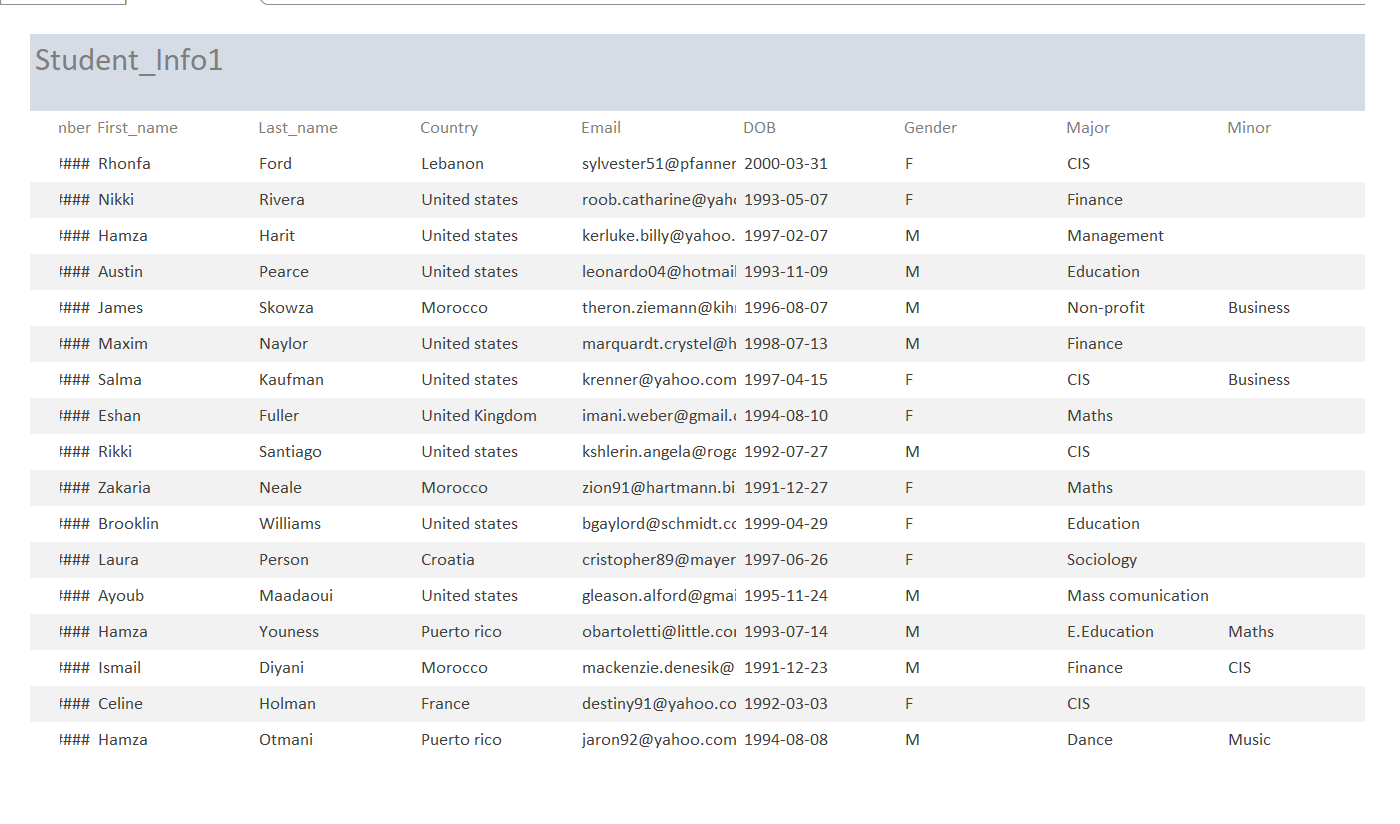 Student_Info1
mber First_name Last_name Country Email DOB Gender Major Minor
#### Rhonfa Ford Lebanon sylvester51@pfanner 2000-03-31 F CIS
#### Nikki Rivera United states roob.catharine@yaho 1993-05-07 F Finance
#### Hamza Harit United states kerluke.billy@yahoo. 1997-02-07 M Management
#### Austin Pearce United states leonardo04@hotmail 1993-11-09 M Education
#### James Skowza Morocco theron.ziemann@kihn 1996-08-07 M Non-profit Business
#### Maxim Naylor United states marquardt.crystel@h 1998-07-13 M Finance
#### Salma Kaufman United states krenner@yahoo.com 1997-04-15 F CIS Business
#### Eshan Fuller United Kingdom imani.weber@gmail.c 1994-08-10 F Maths
#### Rikki Santiago United states kshlerin.angela@roga 1992-07-27 M CIS
#### Zakaria Neale Morocco zion91@hartmann.bi 1991-12-27 F Maths
#### Brooklin Williams United states bgaylord@schmidt.co 1999-04-29 F Education
#### Laura Person Croatia cristopher89@mayer 1997-06-26 F Sociology
#### Ayoub Maadaoui United states gleason.alford@gmai 1995-11-24 M Mass comunication
#### Hamza Youness Puerto rico obartoletti@little.co 1993-07-14 M E.Education Maths
#### Ismail Diyani Morocco mackenzie.denesik@ 1991-12-23 M Finance CIS
#### Celine Holman France destiny91@yahoo.co 1992-03-03 F CIS
#### Hamza Otmani Puerto rico jaron92@yahoo.com 1994-08-08 M Dance Music